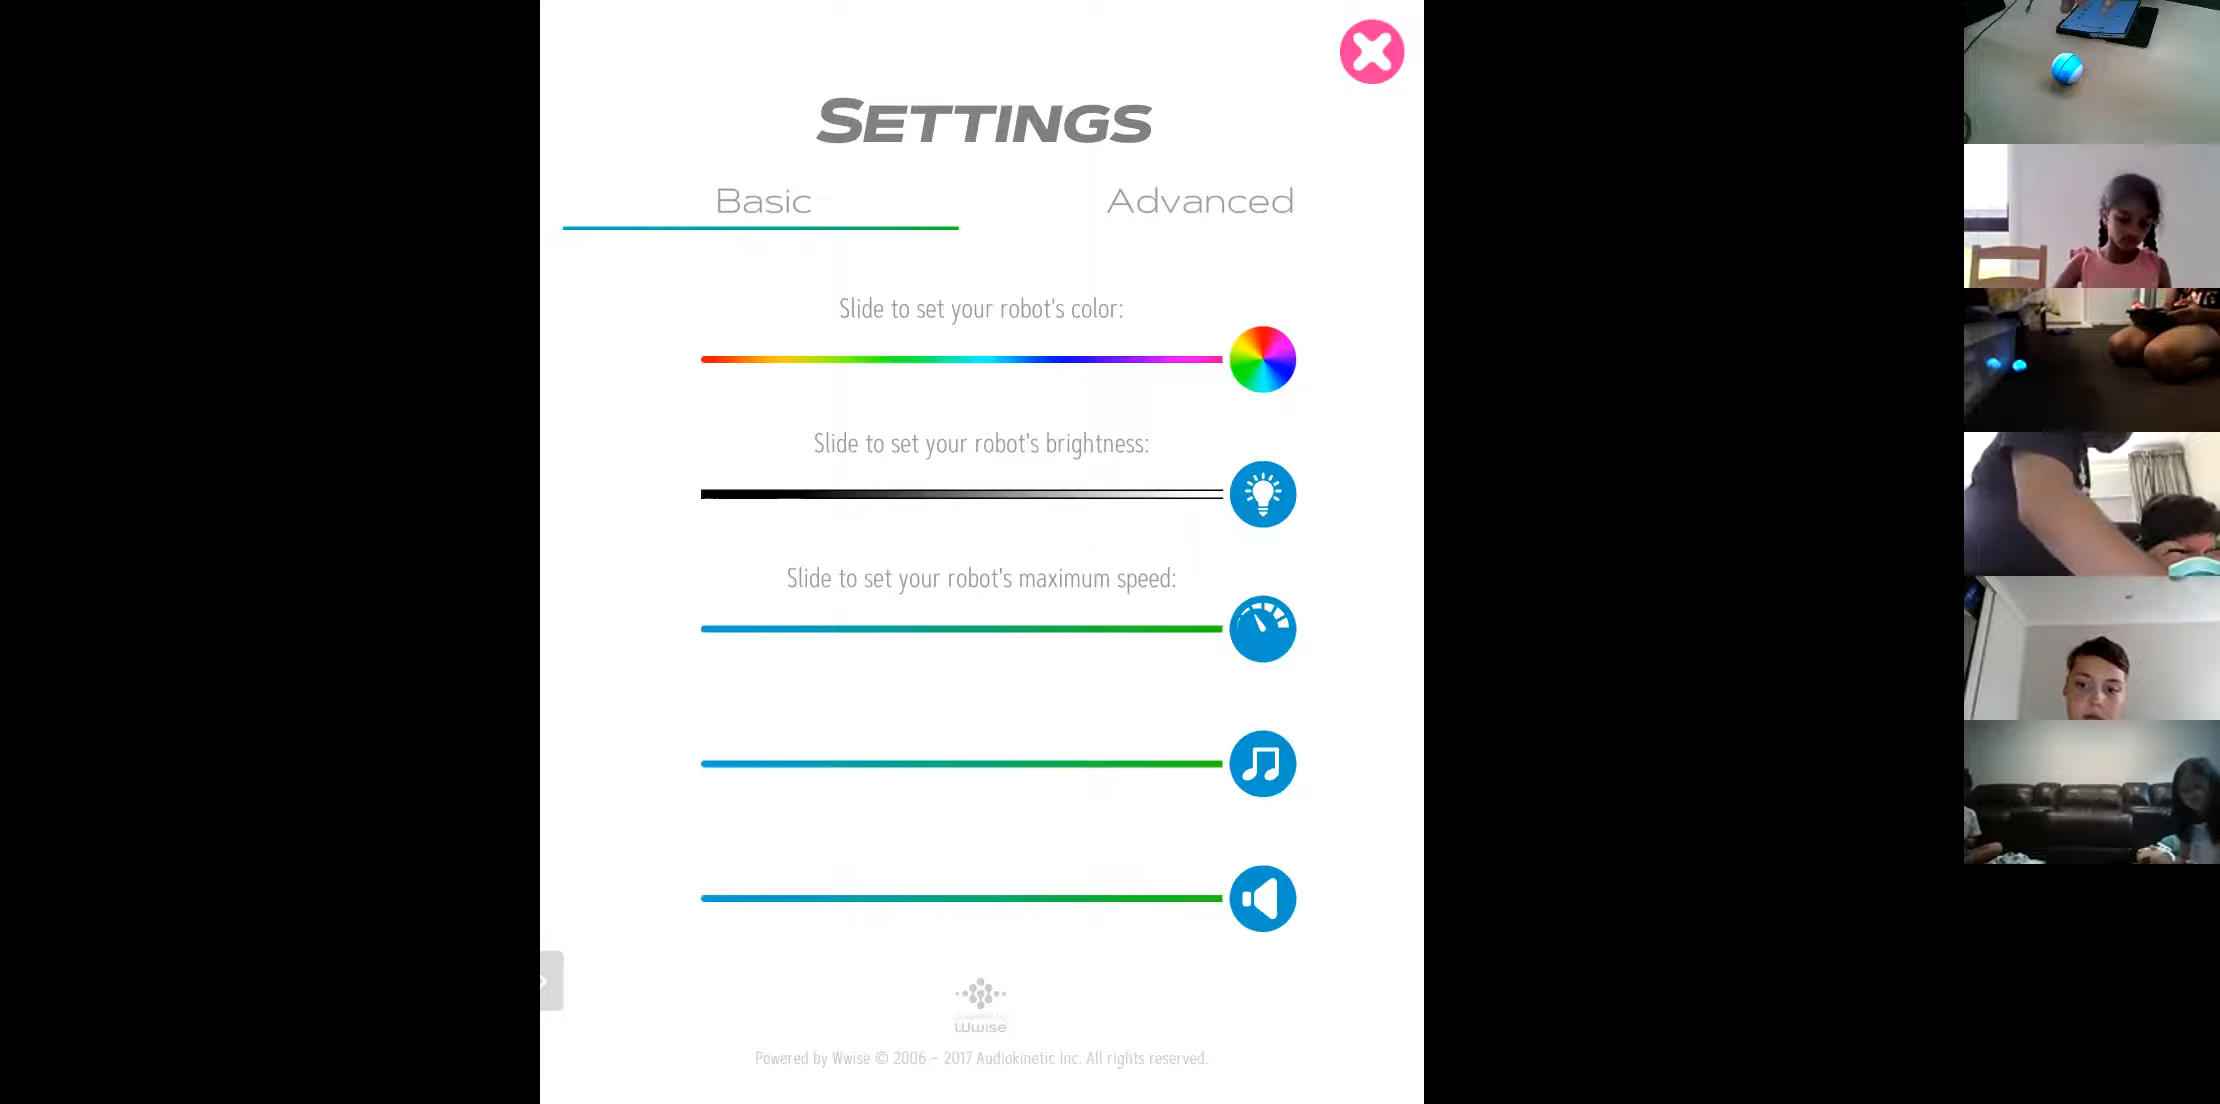 SETTINGS
Basic
Advanced
Slide to set your robot's color:
Slide to set your robot's brightness:
Slide to set your robot's maximum speed:
Wwise
Powered by Wwise © 2006 - 2017 Audiokinetic Inc. All rights reserved.